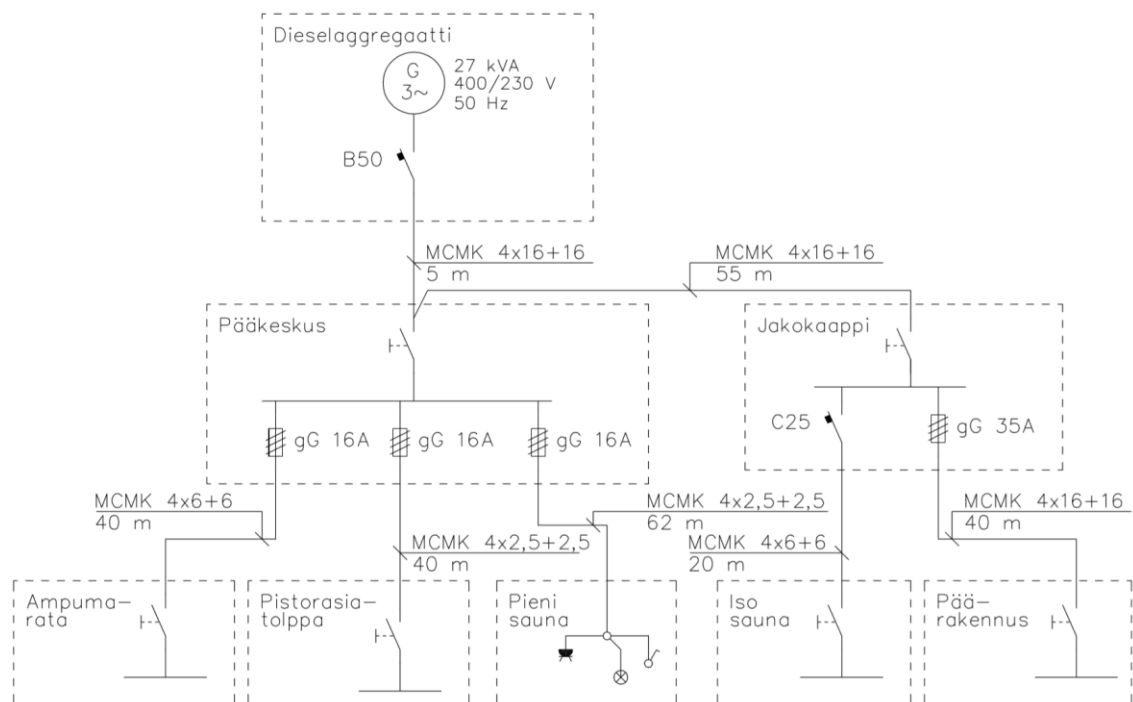 Dieselaggregaatti
G
3~
27 kVA
400/230 V
50 Hz
B50
MCMK 4x16+16
5 m
MCMK 4x16+16
55 m
Pääkeskus
Jakokaappi
gG 16A
gG 16A
gG 16A
C25
gG 35A
MCMK 4x6+6
40 m
MCMK 4x2,5+2,5
40 m
MCMK 4x2,5+2,5
62 m
MCMK 4x6+6
20 m
MCMK 4x16+16
40 m
Ampuma-
rata
Pistorasia-
tolppa
Pieni
sauna
Iso
sauna
Pää-
rakennus